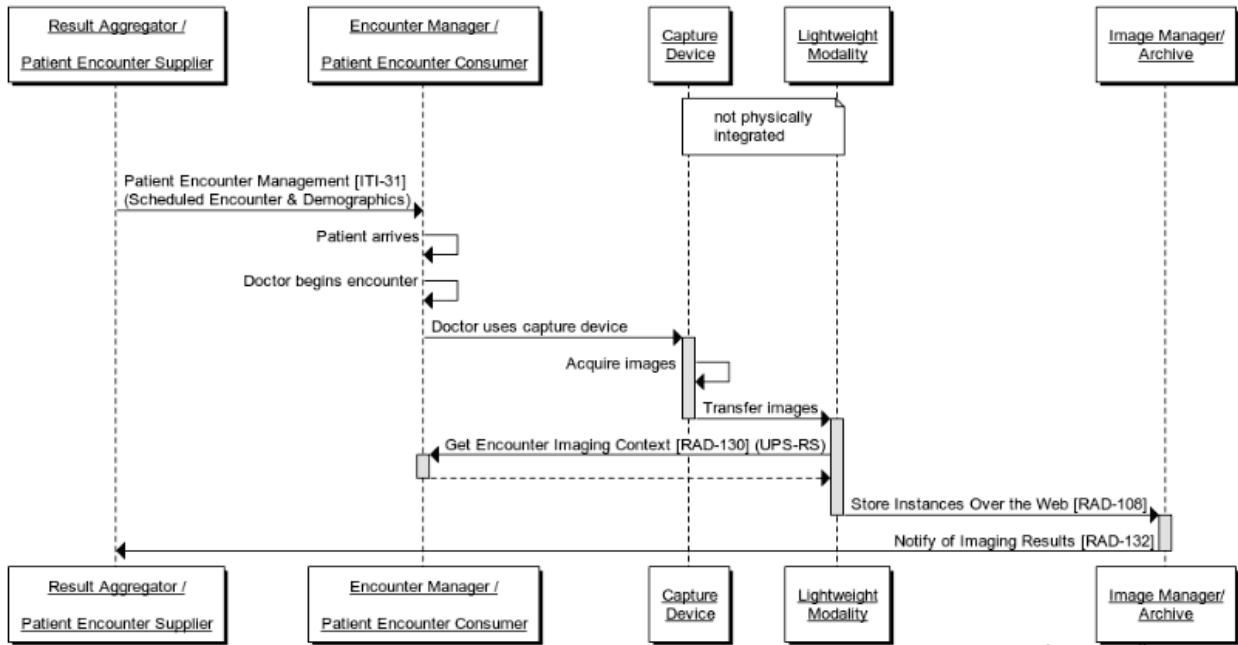 Result Aggregator /
Patient Encounter Supplier
Encounter Manager /
Patient Encounter Consumer
Capture
Device
Lightweight
Modality
Image Manager/
Archive
not physically
integrated
Patient Encounter Management [ITI-31]
(Scheduled Encounter & Demographics)
Patient arrives
Doctor begins encounter
Doctor uses capture device
Acquire images
Transfer images
Get Encounter Imaging Context [RAD-130] (UPS-RS)
Store Instances Over the Web [RAD-108]
Notify of Imaging Results [RAD-132]
Result Aggregator /
Patient Encounter Supplier
Encounter Manager /
Patient Encounter Consumer
Capture
Device
Lightweight
Modality
Image Manager/
Archive